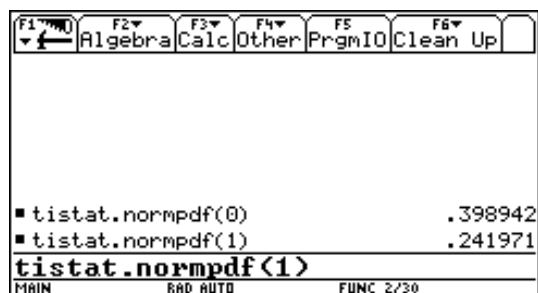 F1 F2 Algebra F3 Calc F4 Other F5 PrgmIO F6 Clean Up
tistat.normpdf(0) .398942
tistat.normpdf(1) .241971
tistat.normpdf(1)
MAIN RAD AUTO FUNC 2/30